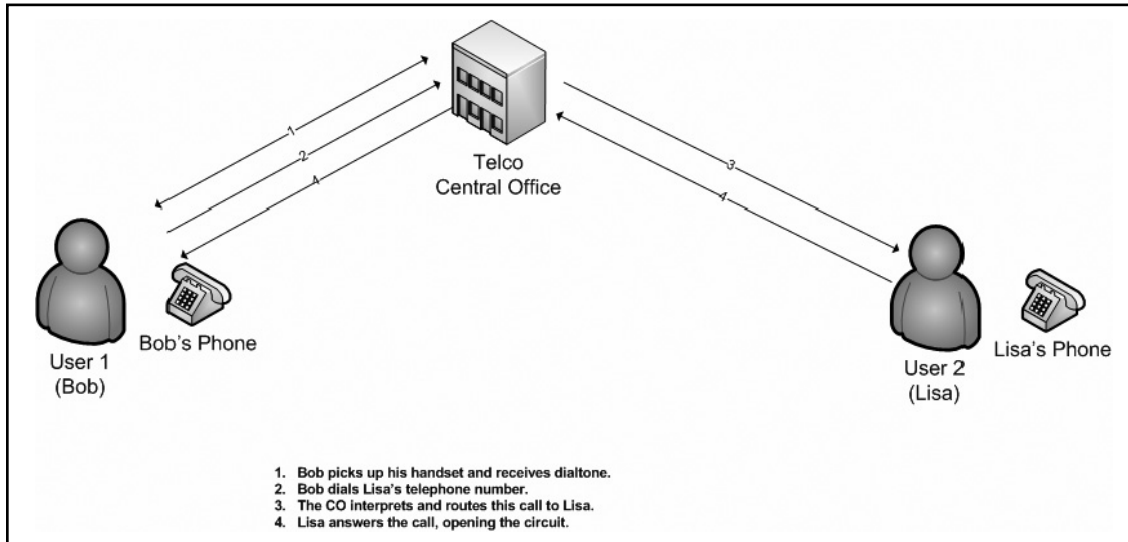 1
2
4
3
4
Telco
Central Office
Bob's Phone
User 1
(Bob)
Lisa's Phone
User 2
(Lisa)
1. Bob picks up his handset and receives dialtone.
2. Bob dials Lisa's telephone number.
3. The CO interprets and routes this call to Lisa.
4. Lisa answers the call, opening the circuit.